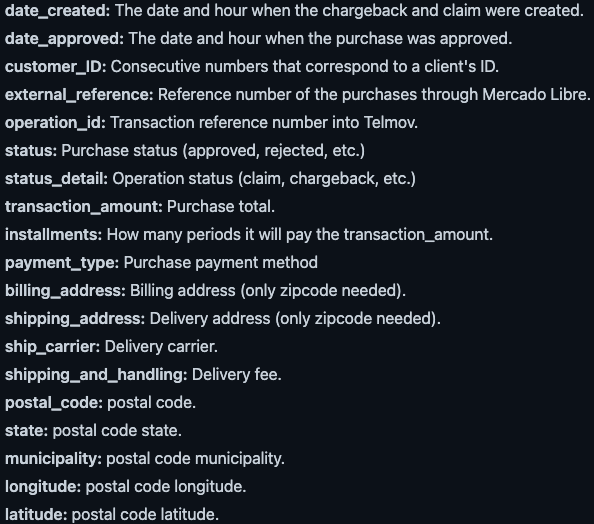 date_created: The date and hour when the chargeback and claim were created.
date_approved: The date and hour when the purchase was approved.
customer_ID: Consecutive numbers that correspond to a client's ID.
external_reference: Reference number of the purchases through Mercado Libre.
operation_id: Transaction reference number into Telmov.
status: Purchase status (approved, rejected, etc.)
status_detail: Operation status (claim, chargeback, etc.)
transaction_amount: Purchase total.
installments: How many periods it will pay the transaction_amount.
payment_type: Purchase payment method
billing_address: Billing address (only zipcode needed).
shipping_address: Delivery address (only zipcode needed).
ship_carrier: Delivery carrier.
shipping_and_handling: Delivery fee.
postal_code: postal code.
state: postal code state.
municipality: postal code municipality.
longitude: postal code longitude.
latitude: postal code latitude.